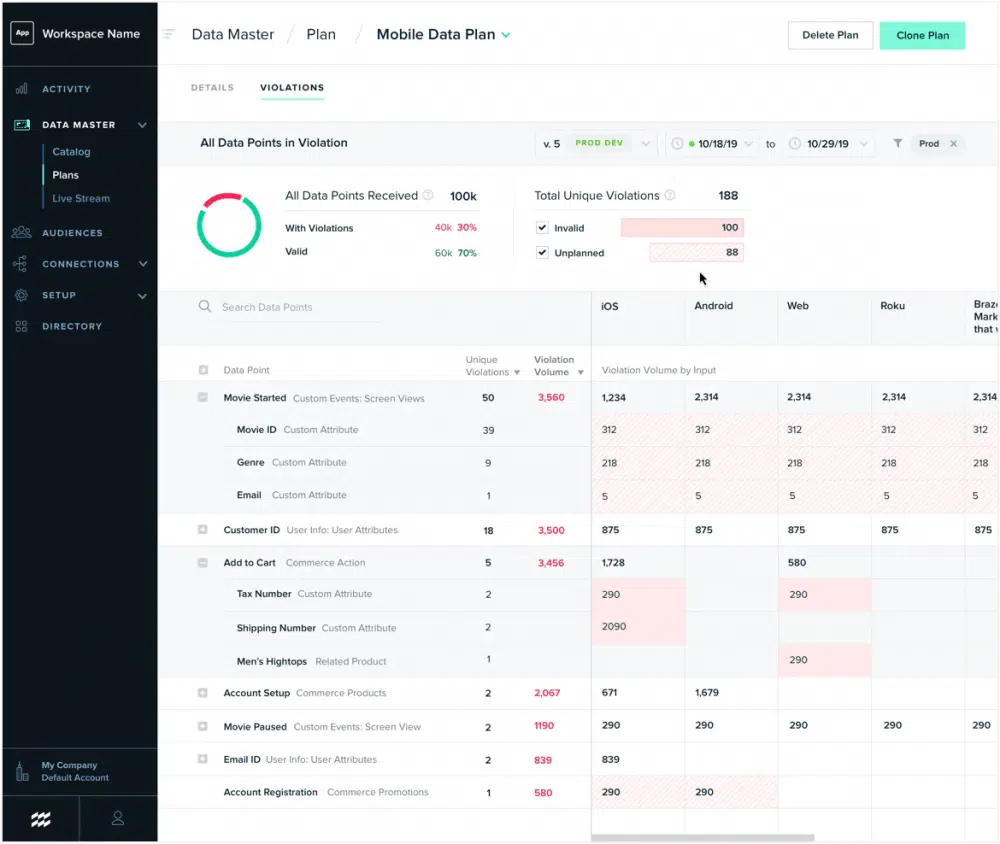 App Workspace Name
Data Master / Plan / Mobile Data Plan
Delete Plan
Clone Plan
ACTIVITY
DATA MASTER
Catalog
Plans
Live Stream
AUDIENCES
CONNECTIONS
SETUP
DIRECTORY
My Company
Default Account
DETAILS VIOLATIONS
All Data Points in Violation
v. 5 PROD DEV
10/18/19 to 10/29/19
Prod
All Data Points Received 100k
With Violations 40k 30%
Valid 60k 70%
Total Unique Violations 188
Invalid 100
Unplanned 88
Search Data Points
iOS Android Web Roku
Mark
that
Data Point
Unique
Violations
Violation
Volume
Violation Volume by Input
Movie Started Custom Events: Screen Views 50 3,560 1,234 2,314 2,314 2,314 2,314
Movie ID Custom Attribute 39 312 312 312 312 312
Genre Custom Attribute 9 218 218 218 218 218
Email Custom Attribute 1 5 5 5 5 5
Customer ID User Info: User Attributes 18 3,500 875 875 875 875 875
Add to Cart Commerce Action 5 3,456 1,728 580
Tax Number Custom Attribute 2 290 290
Shipping Number Custom Attribute 2 2090
Men's Hightops Related Product 1 290
Account Setup Commerce Products 2 2,067 671 1,679
Movie Paused Custom Events: Screen View 2 1190 290 290 290 290 290
Email ID User Info: User Attributes 2 839 839
Account Registration Commerce Promotions 1 580 290 290